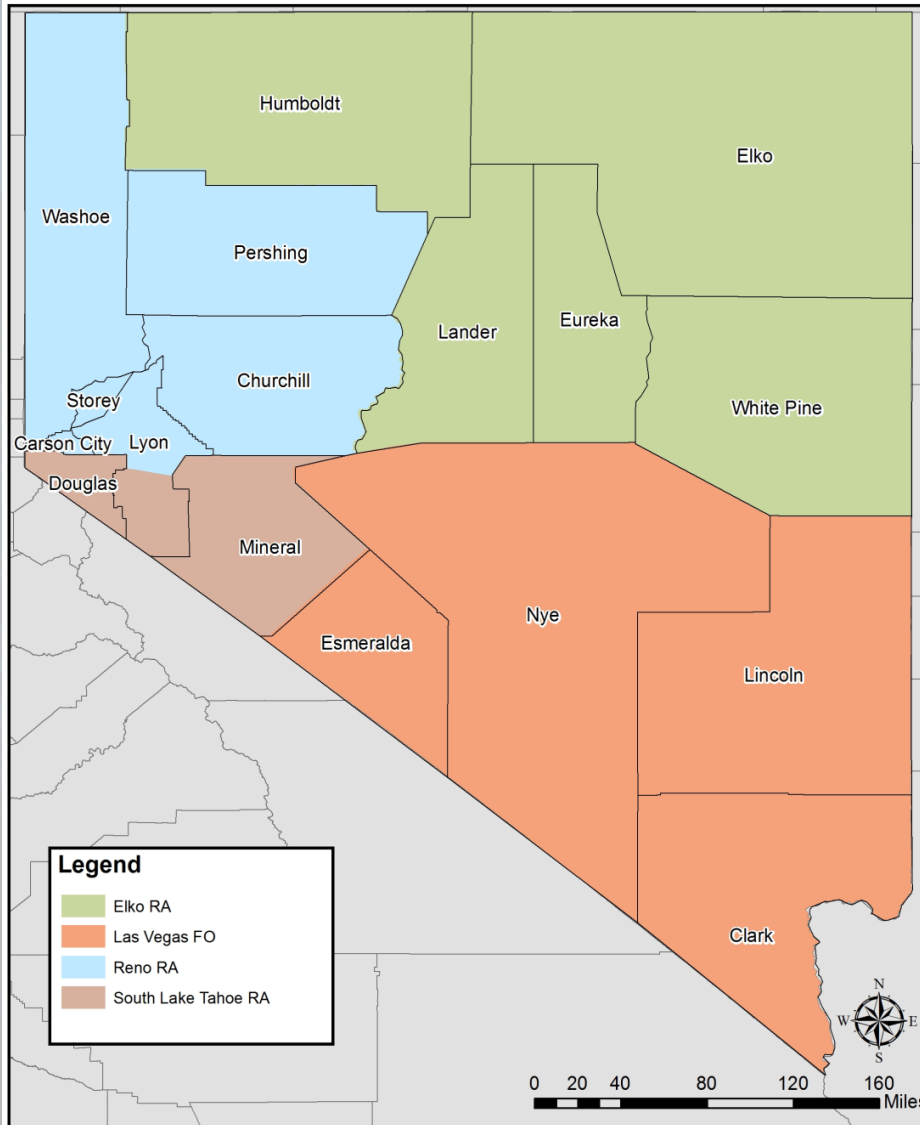 Humboldt
Elko
Washoe
Pershing
Eureka
Lander
Churchill
Storey
White Pine
Carson City
Lyon
Douglas
Mineral
Nye
Esmeralda
Lincoln
Clark
Legend
Elko RA
Las Vegas FO
Reno RA
South Lake Tahoe RA
N
W E
S
0 20 40 80 120 160
Miles